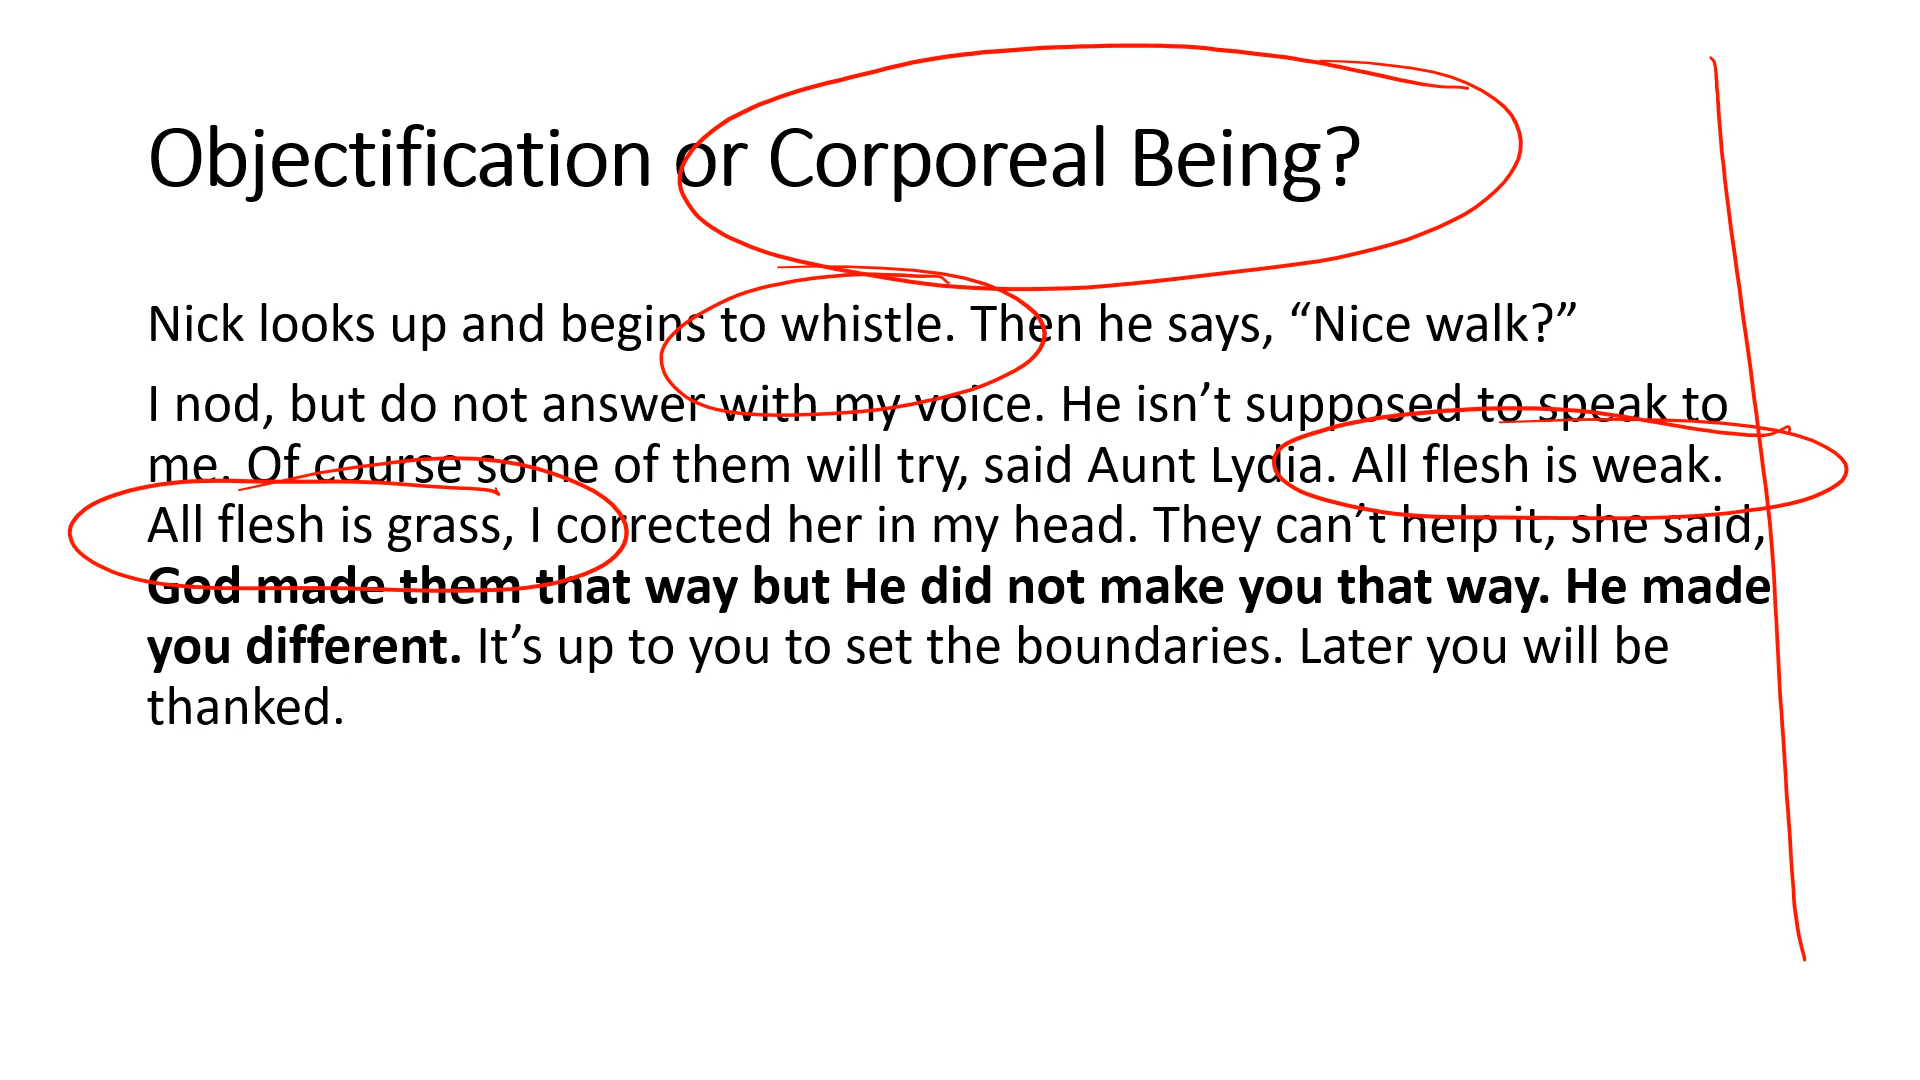 Objectification or Corporeal Being?
Nick looks up and begins to whistle. Then he says, “Nice walk?”
I nod, but do not answer with my voice. He isn’t supposed to speak to
me. Of course some of them will try, said Aunt Lydia. All flesh is weak.
All flesh is grass, I corrected her in my head. They can’t help it, she said,
God made them that way but He did not make you that way. He made
you different. It’s up to you to set the boundaries. Later you will be
thanked.